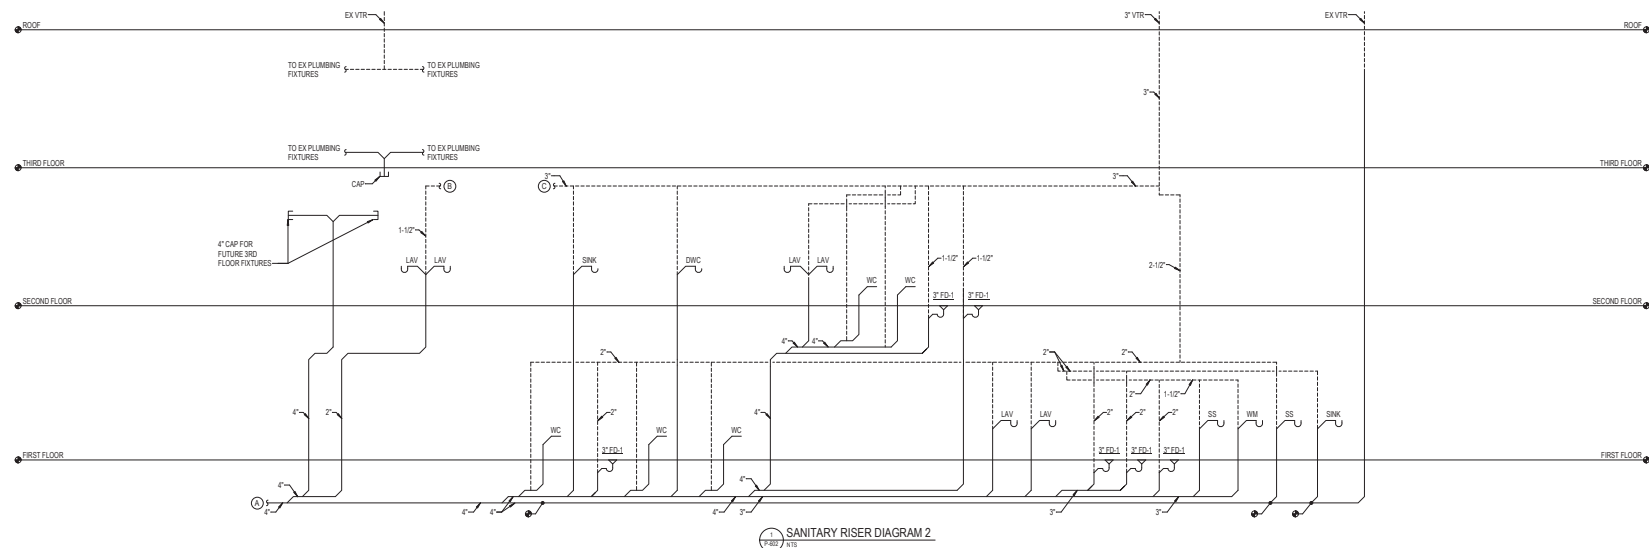 EX VTR
3" VTR
EX VTR
ROOF
ROOF
TO EX PLUMBING
FIXTURES
TO EX PLUMBING
FIXTURES
3"
TO EX PLUMBING
FIXTURES
TO EX PLUMBING
FIXTURES
THIRD FLOOR
THIRD FLOOR
CAP
B
C
3"
3"
4" CAP FOR
FUTURE 3RD
FLOOR FIXTURES
1-1/2"
LAV
LAV
SINK
DWC
LAV
LAV
1-1/2"
1-1/2"
2-1/2"
WC
WC
3" FD-1
3" FD-1
SECOND FLOOR
SECOND FLOOR
4"
4"
2"
2"
2"
2"
1-1/2"
4"
2"
2"
4"
LAV
LAV
2"
2"
2"
SS
WM
SS
SINK
WC
WC
WC
3" FD-1
3" FD-1
3" FD-1
3" FD-1
FIRST FLOOR
FIRST FLOOR
4"
4"
A
4"
4"
4"
4"
3"
3"
3"
1
P-602
SANITARY RISER DIAGRAM 2
NTS